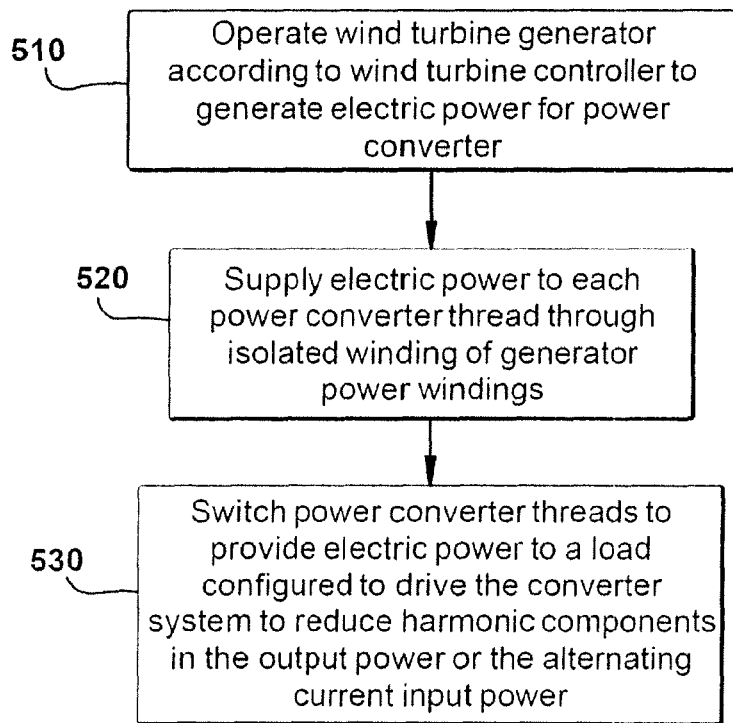 510
Operate wind turbine generator
according to wind turbine controller to
generate electric power for power
converter
520
Supply electric power to each
power converter thread through
isolated winding of generator
power windings
530
Switch power converter threads to
provide electric power to a load
configured to drive the converter
system to reduce harmonic components
in the output power or the alternating
current input power